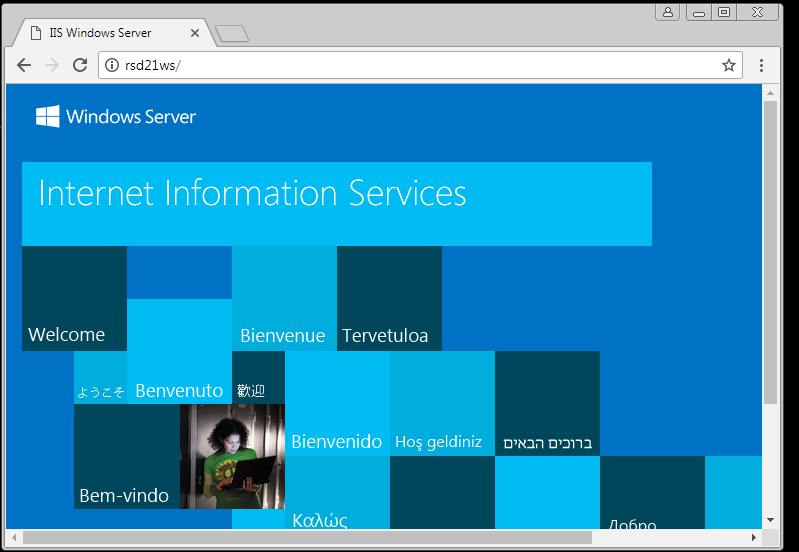 IIS Windows Server
rsd21ws/
Windows Server
Internet Information Services
Welcome
Bienvenue
Tervetuloa
ようこそ
Benvenuto
歡迎
Bienvenido
Hoş geldiniz
ברוכים הבאים
Bem-vindo
Καλώς
Добро